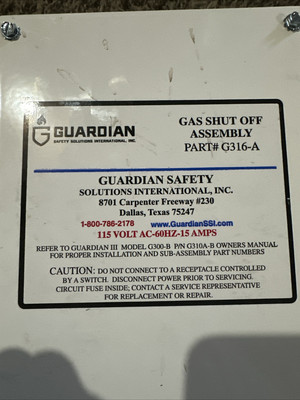 GUARDIAN
SAFETY SOLUTIONS INTERNATIONAL, INC.
GAS SHUT OFF
ASSEMBLY
PART# G316-A
GUARDIAN SAFETY
SOLUTIONS INTERNATIONAL, INC.
8701 Carpenter Freeway #230
Dallas, Texas 75247
1-800-786-2178 www.GuardianSSI.com
115 VOLT AC-60HZ-15 AMPS
REFER TO GUARDIAN III MODEL G300-B P/N G310A-B OWNERS MANUAL
FOR PROPER INSTALLATION AND SUB-ASSEMBLY PART NUMBERS
CAUTION: DO NOT CONNECT TO A RECEPTACLE CONTROLLED
BY A SWITCH. DISCONNECT POWER PRIOR TO SERVICING.
CIRCUIT FUSE INSIDE; CONTACT A SERVICE REPRESENTATIVE
FOR REPLACEMENT OR REPAIR.